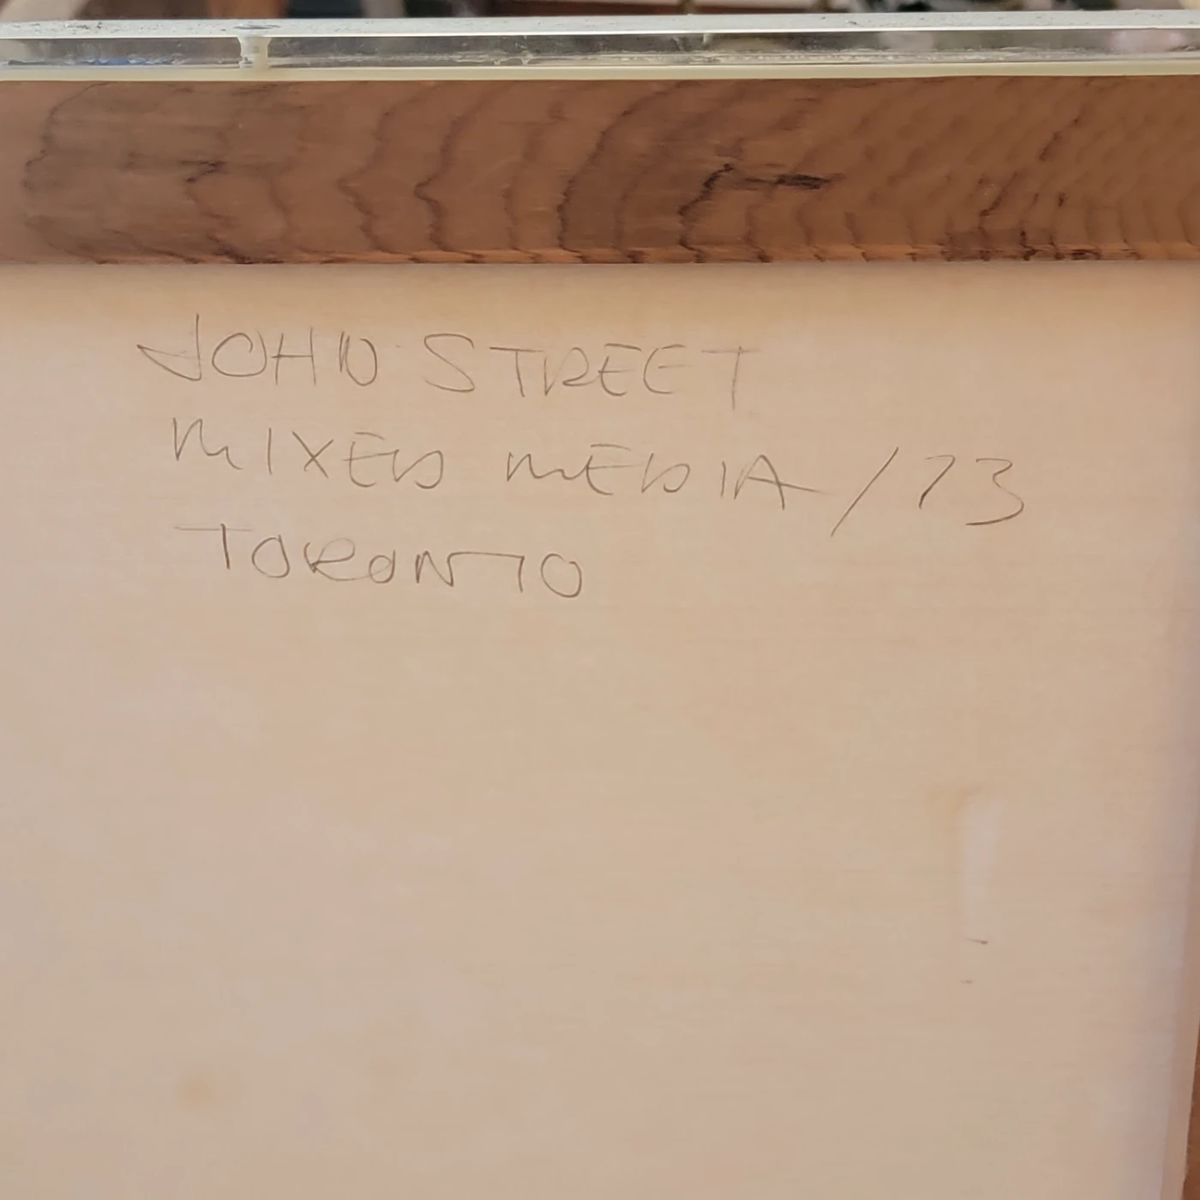 JOHN STREET
MIXED MEDIA /73
TORONTO